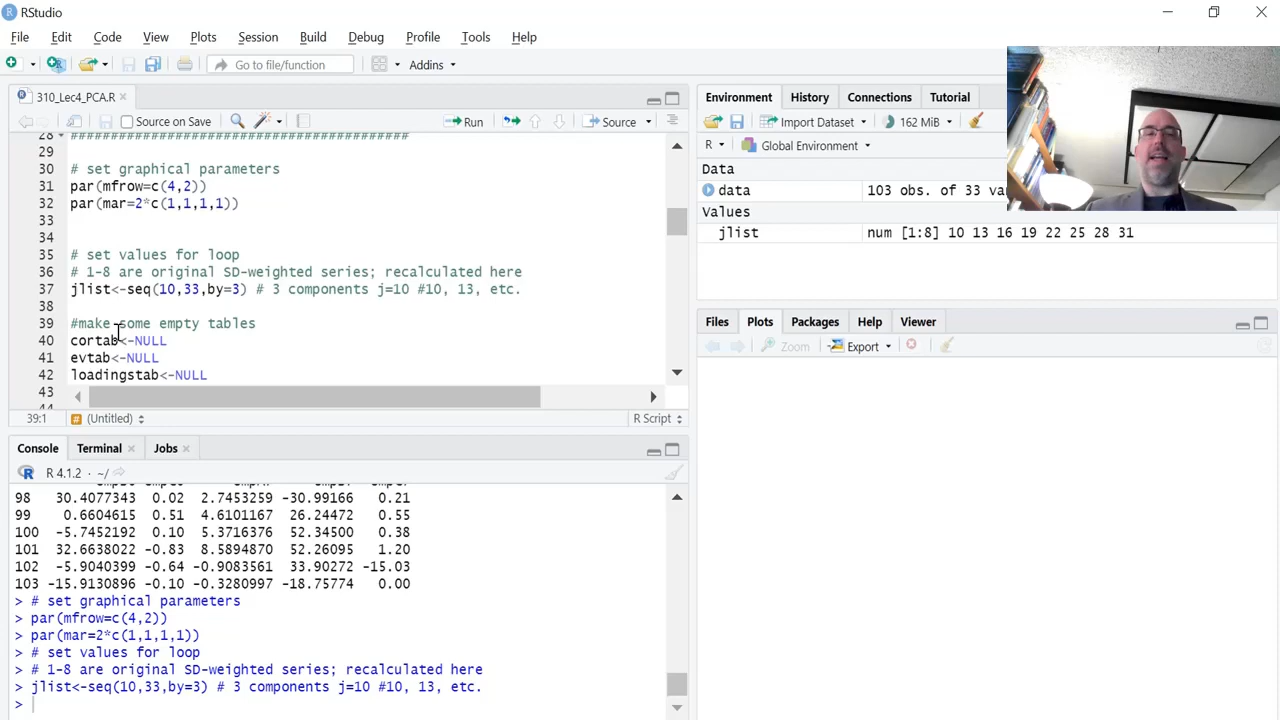 RStudio
File Edit Code View Plots Session Build Debug Profile Tools Help
Go to file/function Addins
310_Lec4_PCA.R
Source on Save Run Source
28 #########################################
29
30 # set graphical parameters
31 par(mfrow=c(4,2))
32 par(mar=2*c(1,1,1,1))
33
34
35 # set values for loop
36 # 1-8 are original SD-weighted series; recalculated here
37 jlist<-seq(10,33,by=3) # 3 components j=10 #10, 13, etc.
38
39 #make some empty tables
40 cortab<-NULL
41 evtab<-NULL
42 loadingstab<-NULL
43
44
39:1 (Untitled) R Script
Console Terminal Jobs
R 4.1.2 · ~/
98 30.4077343 0.02 2.7453259 -30.99166 0.21
99 0.6604615 0.51 4.6101167 26.24472 0.55
100 -5.7452192 0.10 5.3716376 52.34500 0.38
101 32.6638022 -0.83 8.5894870 52.26095 1.20
102 -5.9040399 -0.64 -0.9083561 33.90272 -15.03
103 -15.9130896 -0.10 -0.3280997 -18.75774 0.00
> # set graphical parameters
> par(mfrow=c(4,2))
> par(mar=2*c(1,1,1,1))
> # set values for loop
> # 1-8 are original SD-weighted series; recalculated here
> jlist<-seq(10,33,by=3) # 3 components j=10 #10, 13, etc.
>
Environment History Connections Tutorial
Import Dataset 162 MiB
R Global Environment
Data
data 103 obs. of 33
Values
jlist num [1:8] 10 13 16 19 22 25 28 31
Files Plots Packages Help Viewer
Zoom Export